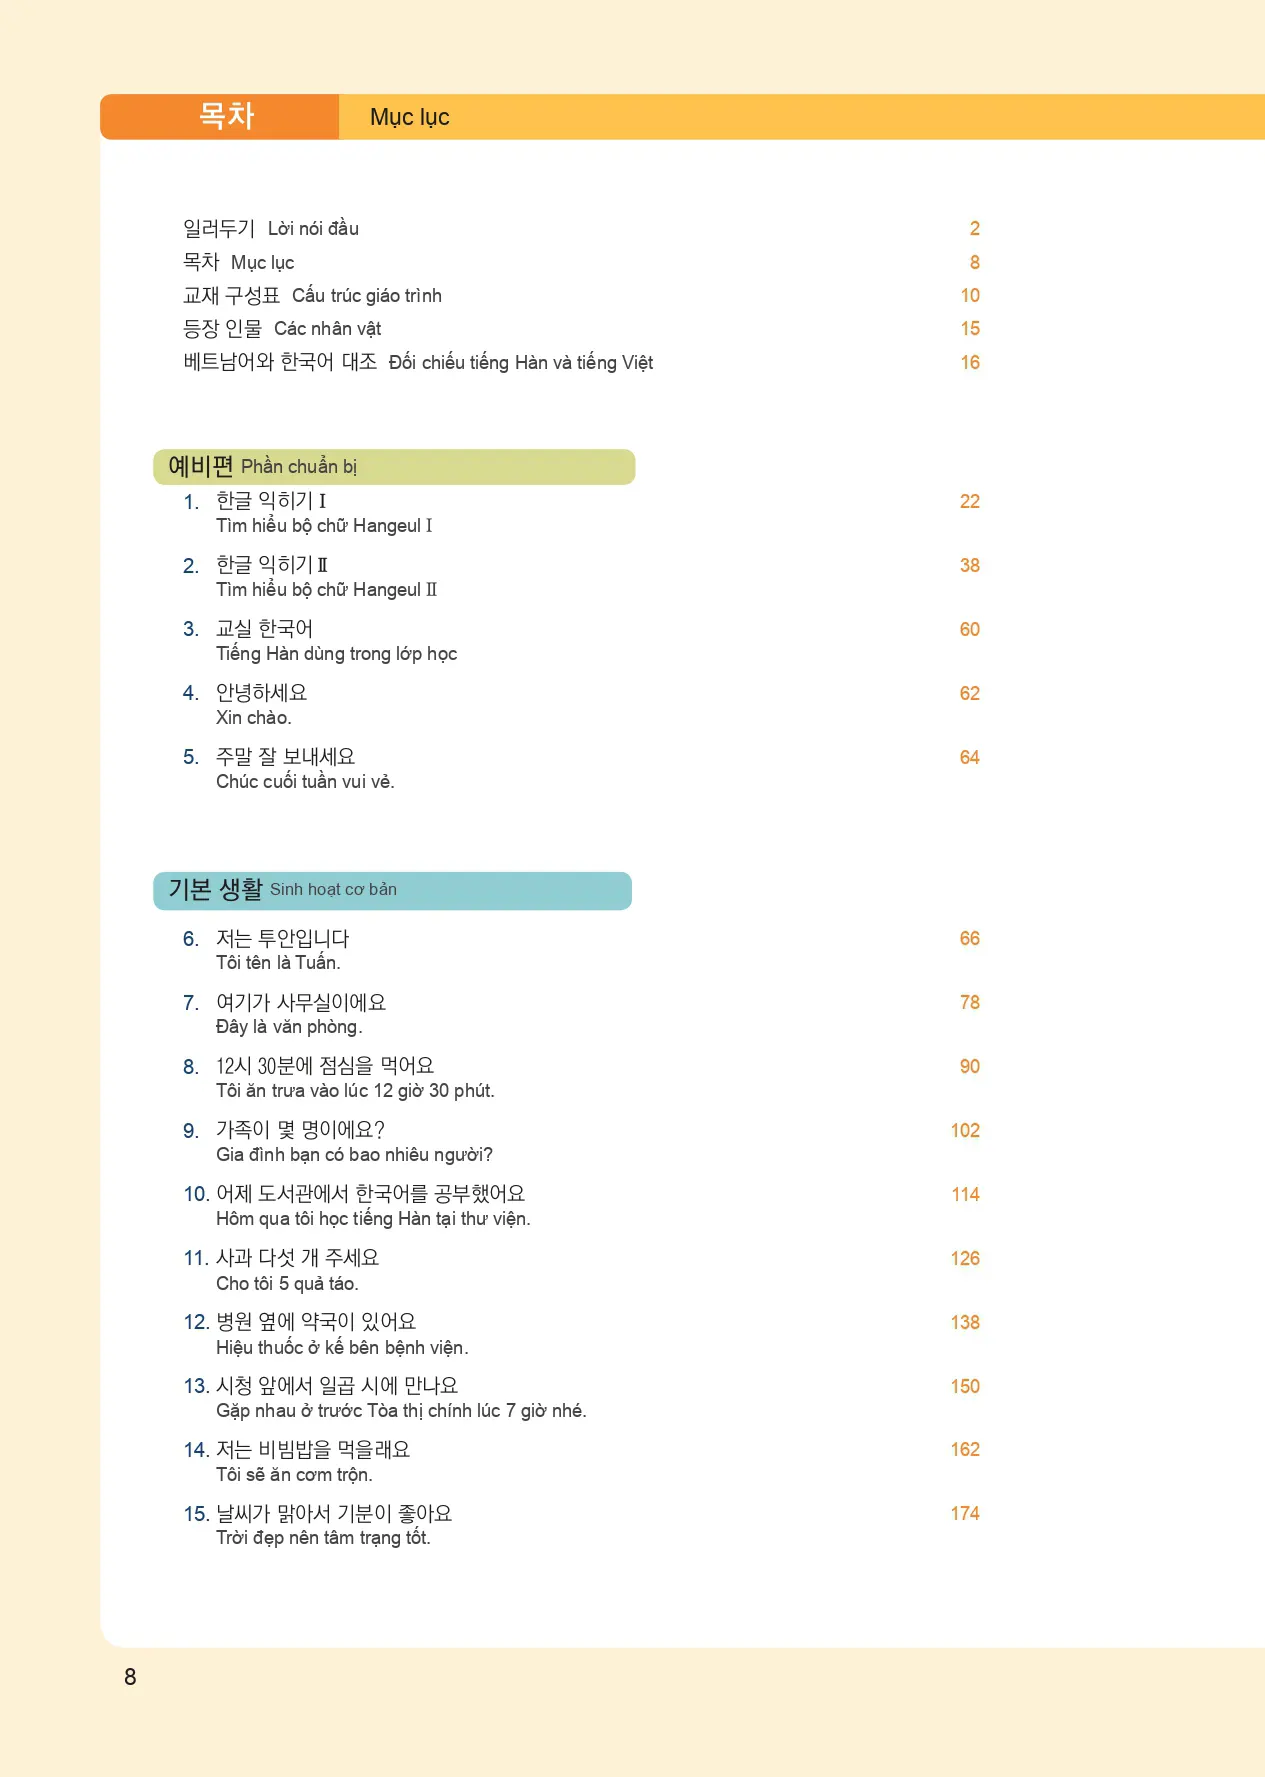 목차 Mục lục
일러두기 Lời nói đầu 2
목차 Mục lục 8
교재 구성표 Cấu trúc giáo trình 10
등장 인물 Các nhân vật 15
베트남어와 한국어 대조 Đối chiếu tiếng Hàn và tiếng Việt 16
예비편 Phần chuẩn bị
1. 한글 익히기 Ⅰ 22
Tìm hiểu bộ chữ Hangeul Ⅰ
2. 한글 익히기 Ⅱ 38
Tìm hiểu bộ chữ Hangeul Ⅱ
3. 교실 한국어 60
Tiếng Hàn dùng trong lớp học
4. 안녕하세요 62
Xin chào.
5. 주말 잘 보내세요 64
Chúc cuối tuần vui vẻ.
기본 생활 Sinh hoạt cơ bản
6. 저는 투안입니다 66
Tôi tên là Tuấn.
7. 여기가 사무실이에요 78
Đây là văn phòng.
8. 12시 30분에 점심을 먹어요 90
Tôi ăn trưa vào lúc 12 giờ 30 phút.
9. 가족이 몇 명이에요? 102
Gia đình bạn có bao nhiêu người?
10. 어제 도서관에서 한국어를 공부했어요 114
Hôm qua tôi học tiếng Hàn tại thư viện.
11. 사과 다섯 개 주세요 126
Cho tôi 5 quả táo.
12. 병원 옆에 약국이 있어요 138
Hiệu thuốc ở kế bên bệnh viện.
13. 시청 앞에서 일곱 시에 만나요 150
Gặp nhau ở trước Tòa thị chính lúc 7 giờ nhé.
14. 저는 비빔밥을 먹을래요 162
Tôi sẽ ăn cơm trộn.
15. 날씨가 맑아서 기분이 좋아요 174
Trời đẹp nên tâm trạng tốt.
8